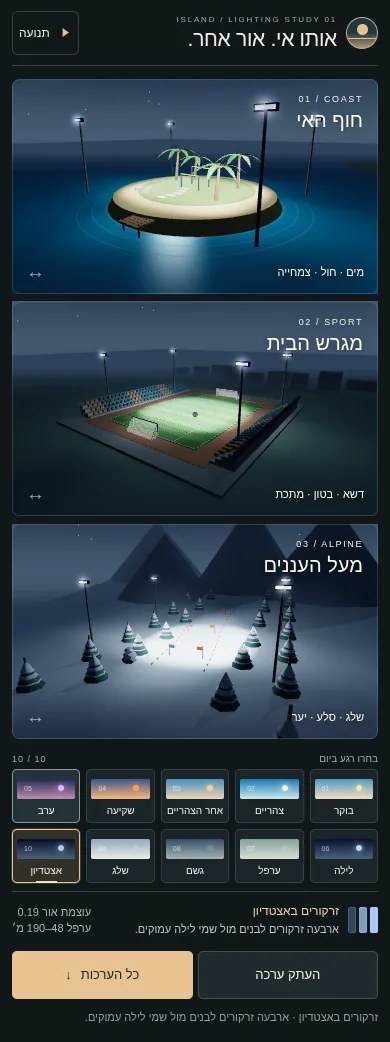 ISLAND / LIGHTING STUDY 01
אותו אי. אור אחר.
תנועה
01 / COAST
חוף האי
מים · חול · צמחייה
↔
02 / SPORT
מגרש הבית
דשא · בטון · מתכת
↔
03 / ALPINE
מעל העננים
שלג · סלע · יער
↔
בחרו רגע ביום
10 / 10
01
בוקר
02
צהריים
03
אחר הצהריים
04
שקיעה
05
ערב
06
לילה
07
ערפל
08
גשם
09
שלג
10
אצטדיון
זרקורים באצטדיון
ארבעה זרקורים לבנים מול שמי לילה עמוקים.
עוצמת אור 0.19
ערפל 48–190 מ׳
העתק ערכה
כל הערכות ↓
זרקורים באצטדיון · ארבעה זרקורים לבנים מול שמי לילה עמוקים.